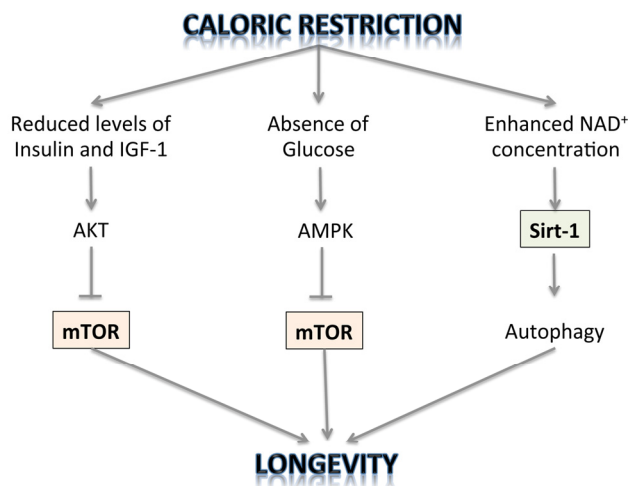 CALORIC RESTRICTION
Reduced levels of
Insulin and IGF-1
Absence of
Glucose
Enhanced NAD⁺
concentration
AKT
AMPK
Sirt-1
mTOR
mTOR
Autophagy
LONGEVITY